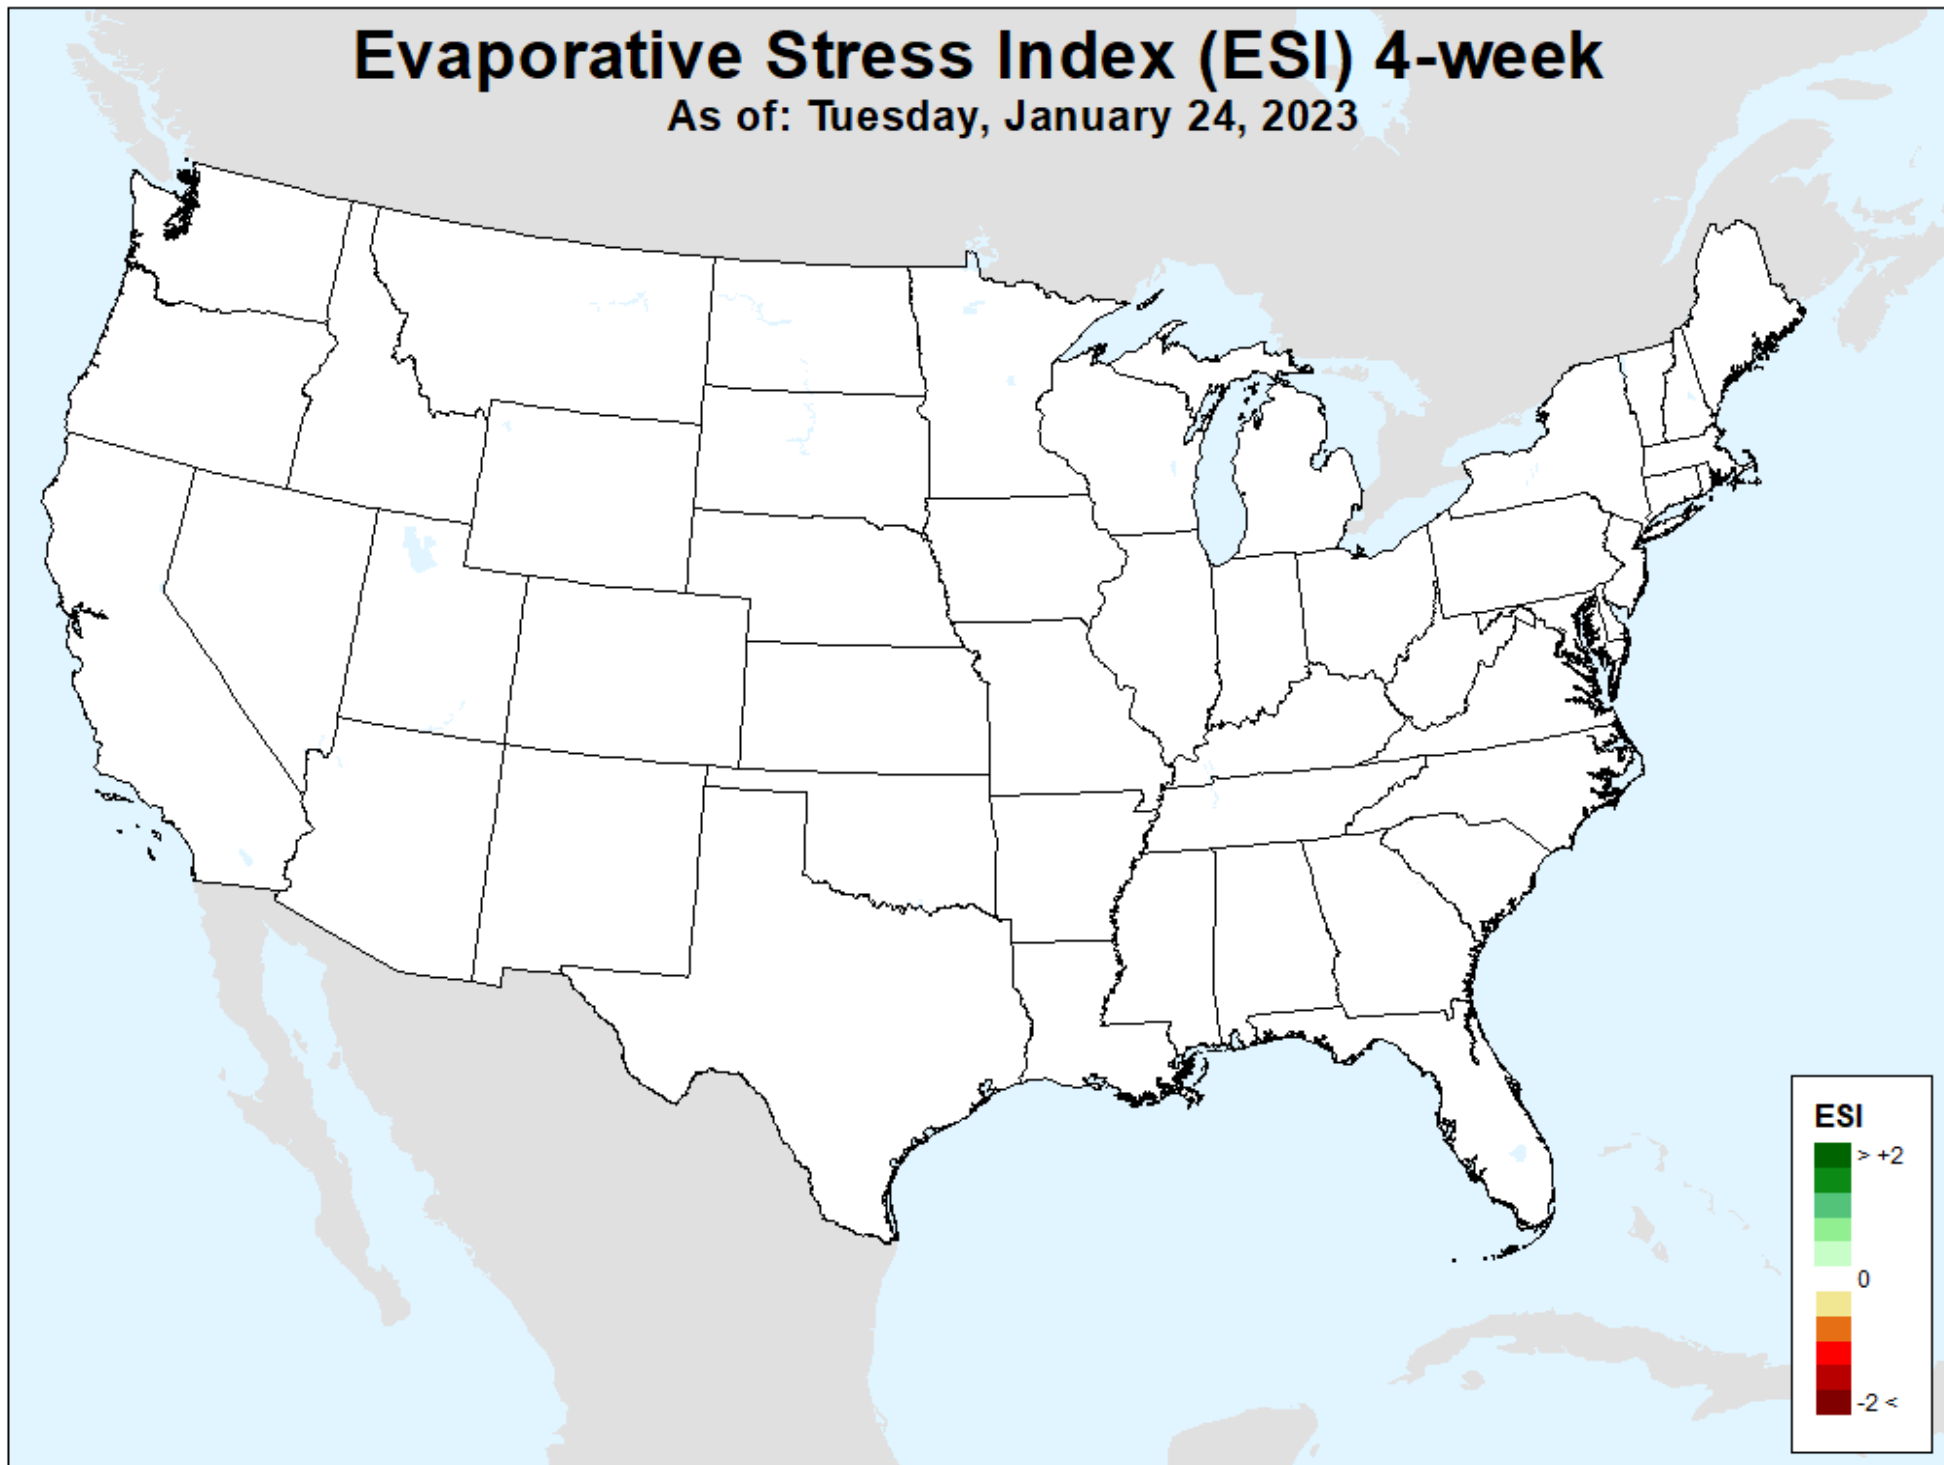 Evaporative Stress Index (ESI) 4-week
As of: Tuesday, January 24, 2023
ESI
> +2
0
-2 <